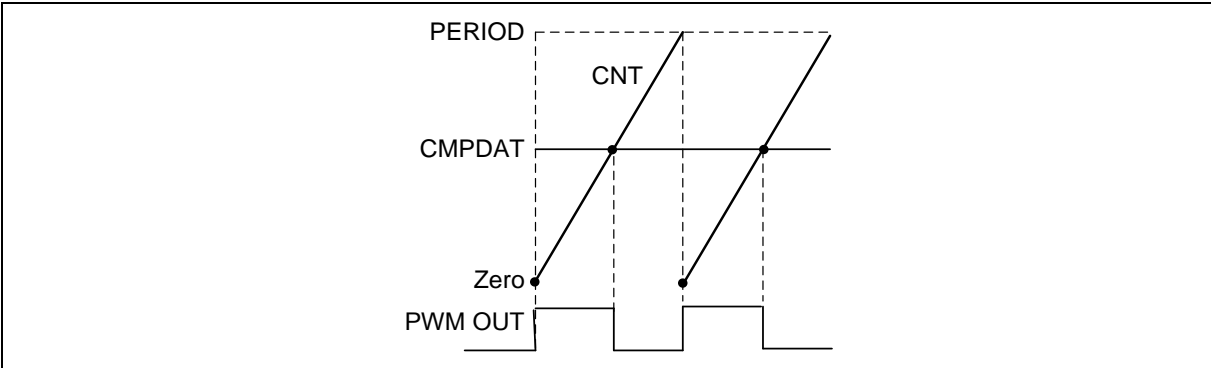 PERIOD
CNT
CMPDAT
Zero
PWM OUT